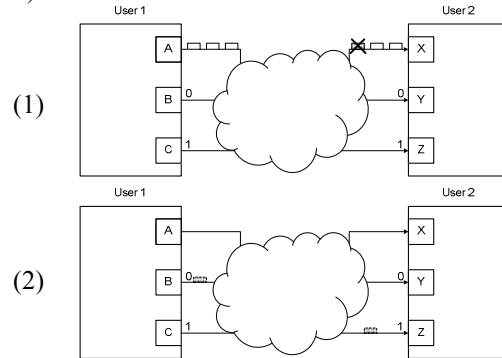 User 1 User 2
A X
(1) B 0 0 Y
C 1 1 Z
User 1 User 2
A X
(2) B 0 0 Y
C 1 1 Z